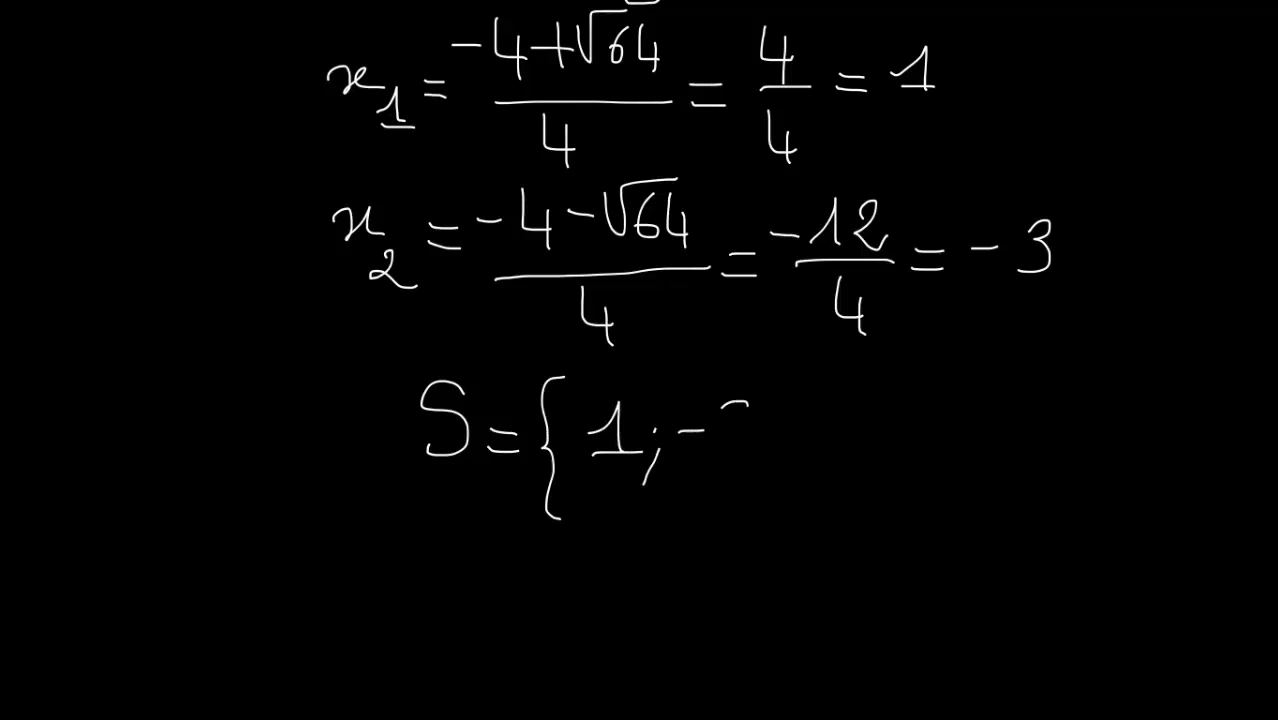 x₁ = (-4+√64)/4 = 4/4 = 1
x₂ = (-4-√64)/4 = -12/4 = -3
S = { 1 ; -